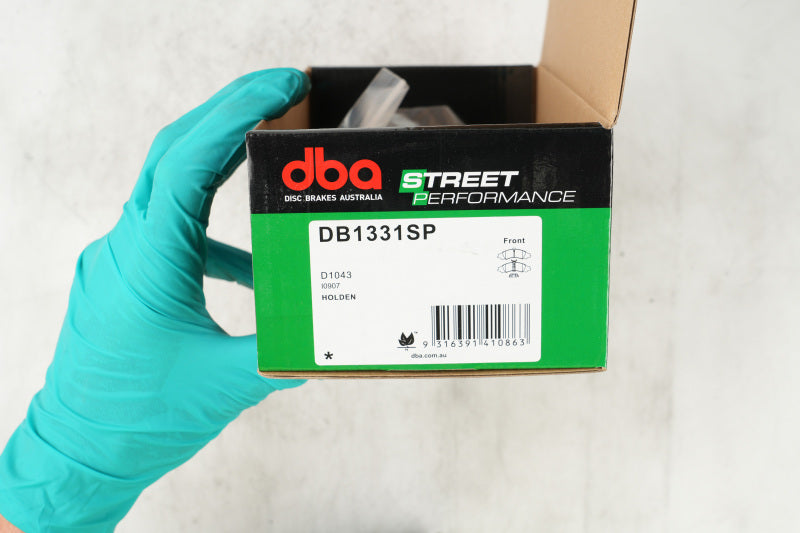 dba
DISC BRAKES AUSTRALIA
STREET
PERFORMANCE
DB1331SP
Front
D1043
I0907
HOLDEN
9 316391 410863
dba.com.au
*